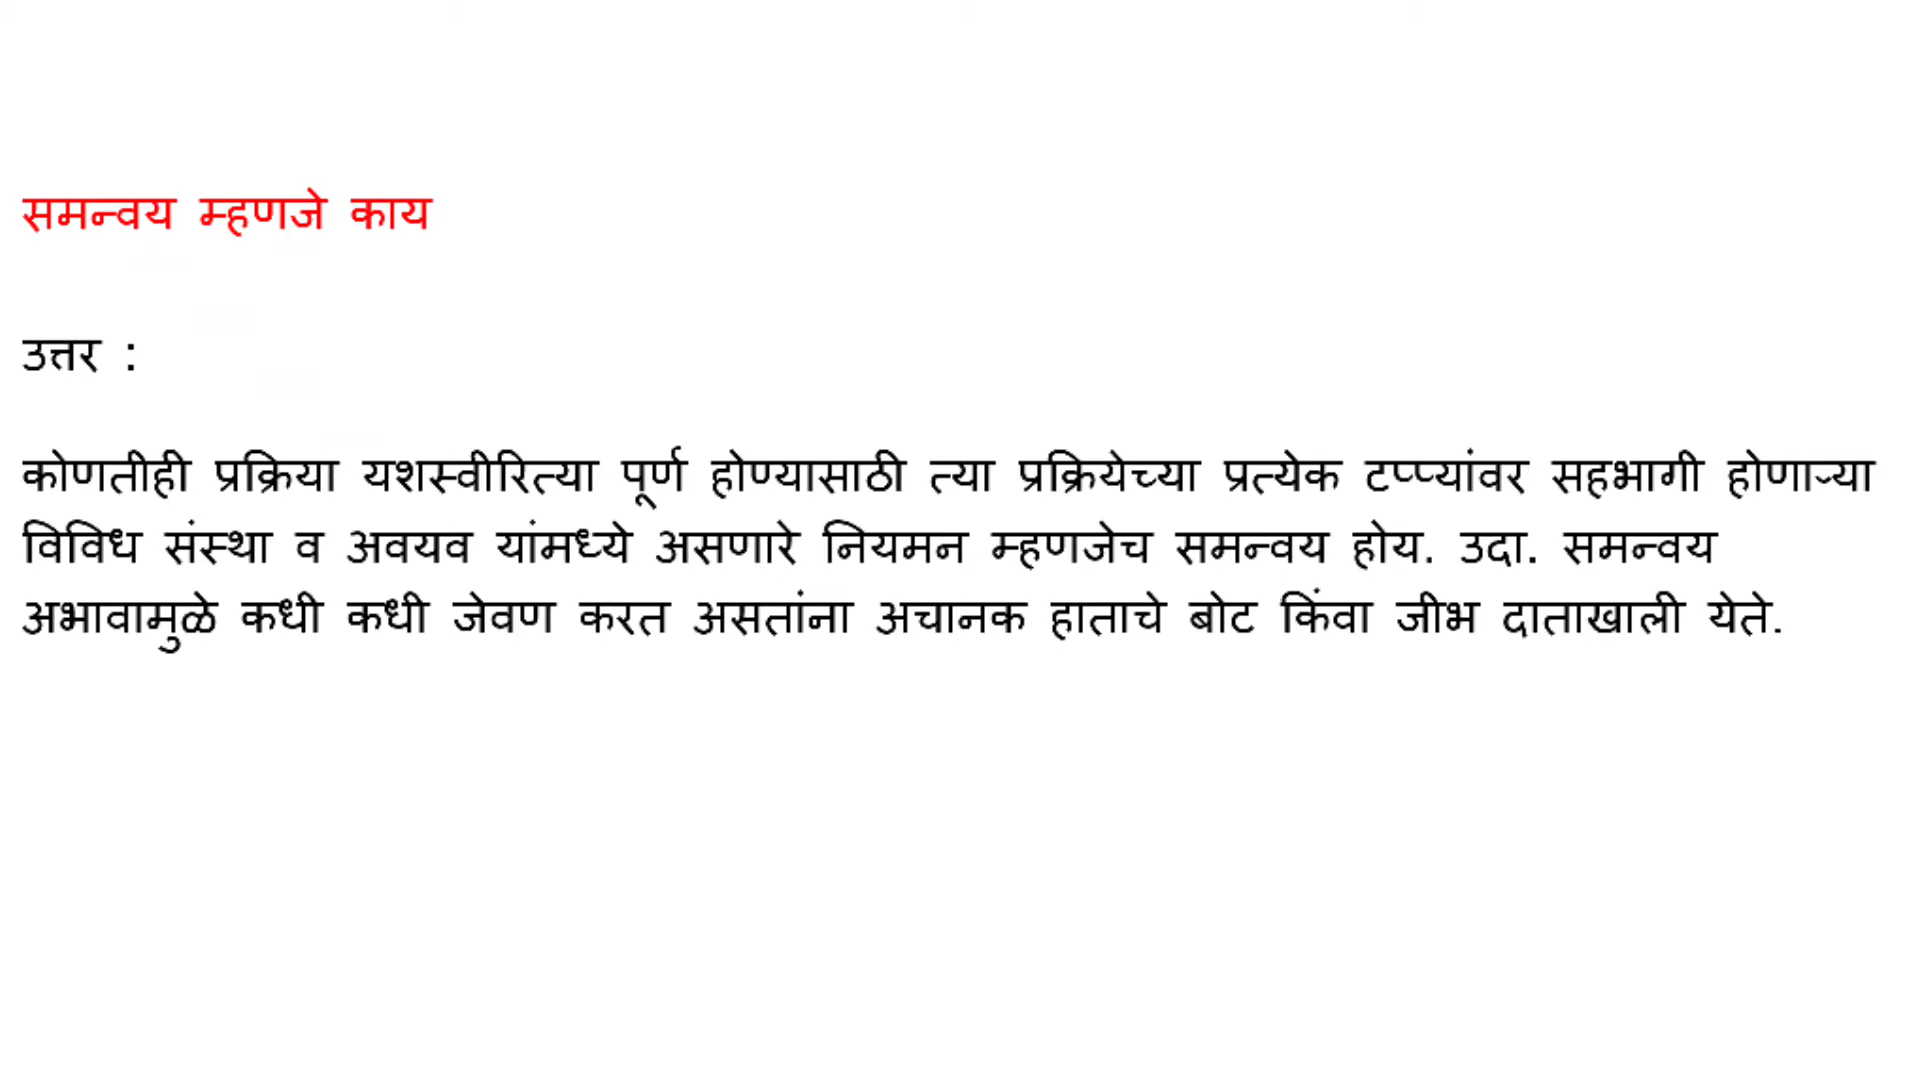 समन्वय म्हणजे काय
उत्तर :
कोणतीही प्रक्रिया यशस्वीरित्या पूर्ण होण्यासाठी त्या प्रक्रियेच्या प्रत्येक टप्प्यांवर सहभागी होणाऱ्या
विविध संस्था व अवयव यांमध्ये असणारे नियमन म्हणजेच समन्वय होय. उदा. समन्वय
अभावामुळे कधी कधी जेवण करत असतांना अचानक हाताचे बोट किंवा जीभ दाताखाली येते.